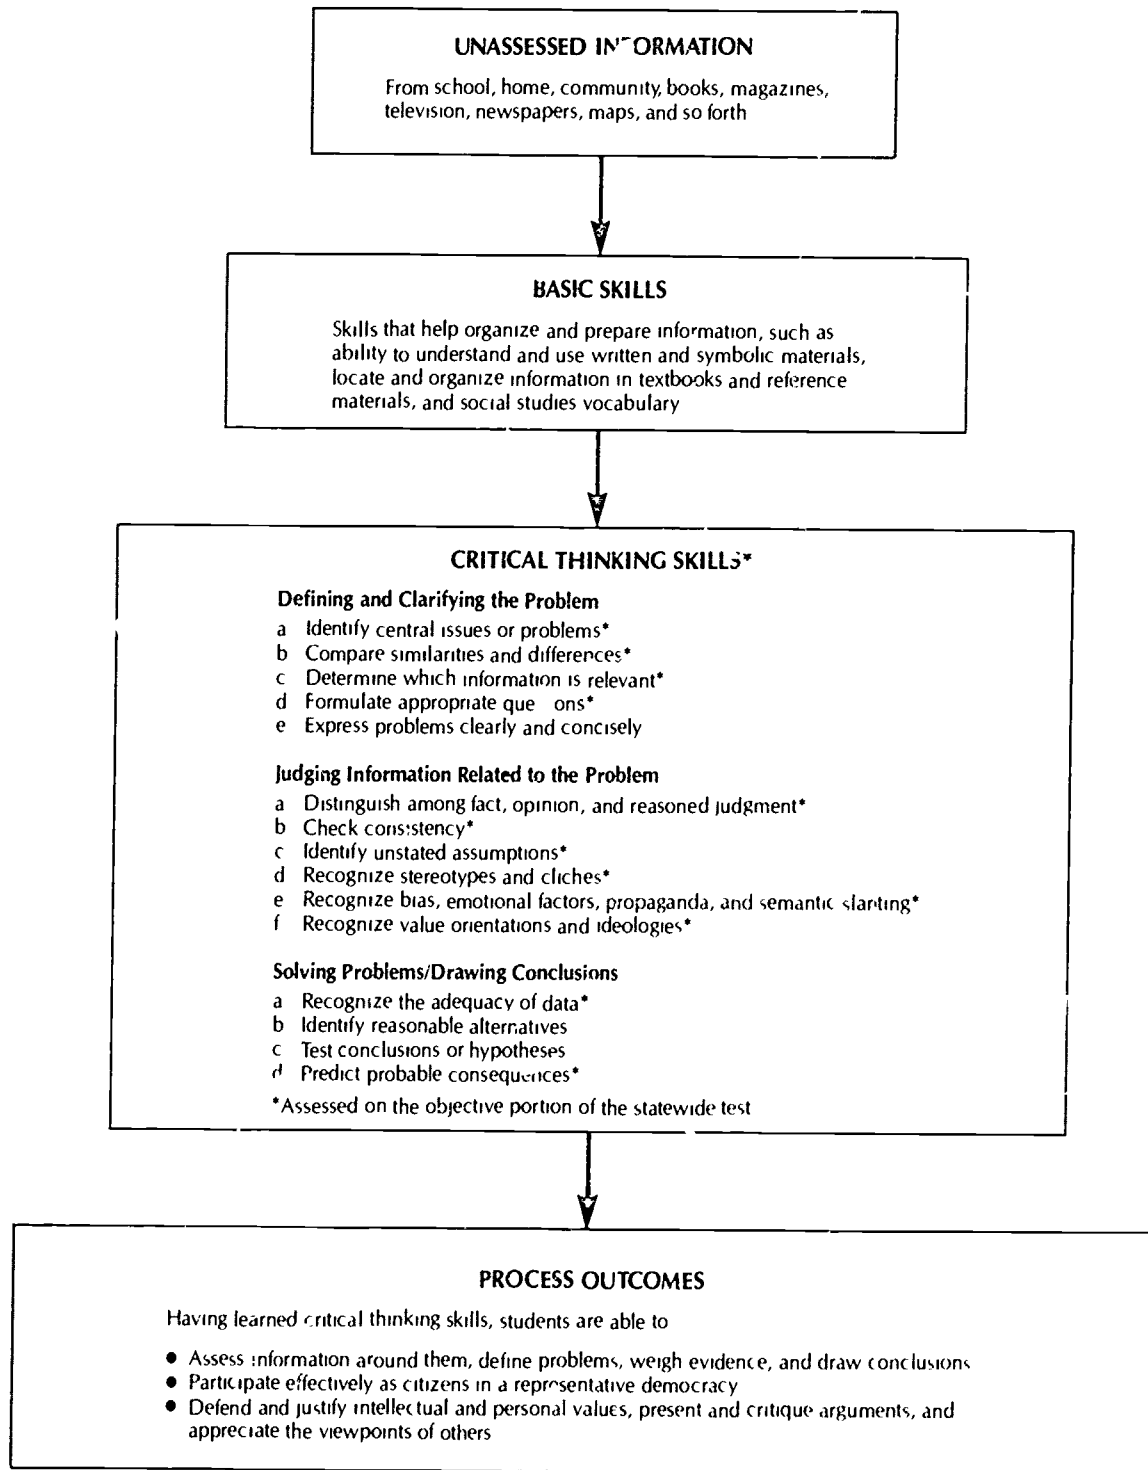 UNASSESSED INFORMATION
From school, home, community, books, magazines,
television, newspapers, maps, and so forth
BASIC SKILLS
Skills that help organize and prepare information, such as
ability to understand and use written and symbolic materials,
locate and organize information in textbooks and reference
materials, and social studies vocabulary
CRITICAL THINKING SKILLS*
Defining and Clarifying the Problem
a Identify central issues or problems*
b Compare similarities and differences*
c Determine which information is relevant*
d Formulate appropriate que ons*
e Express problems clearly and concisely
Judging Information Related to the Problem
a Distinguish among fact, opinion, and reasoned judgment*
b Check consistency*
c Identify unstated assumptions*
d Recognize stereotypes and cliches*
e Recognize bias, emotional factors, propaganda, and semantic slanting*
f Recognize value orientations and ideologies*
Solving Problems/Drawing Conclusions
a Recognize the adequacy of data*
b Identify reasonable alternatives
c Test conclusions or hypotheses
d Predict probable consequences*
*Assessed on the objective portion of the statewide test
PROCESS OUTCOMES
Having learned critical thinking skills, students are able to
● Assess information around them, define problems, weigh evidence, and draw conclusions
● Participate effectively as citizens in a representative democracy
● Defend and justify intellectual and personal values, present and critique arguments, and
appreciate the viewpoints of others